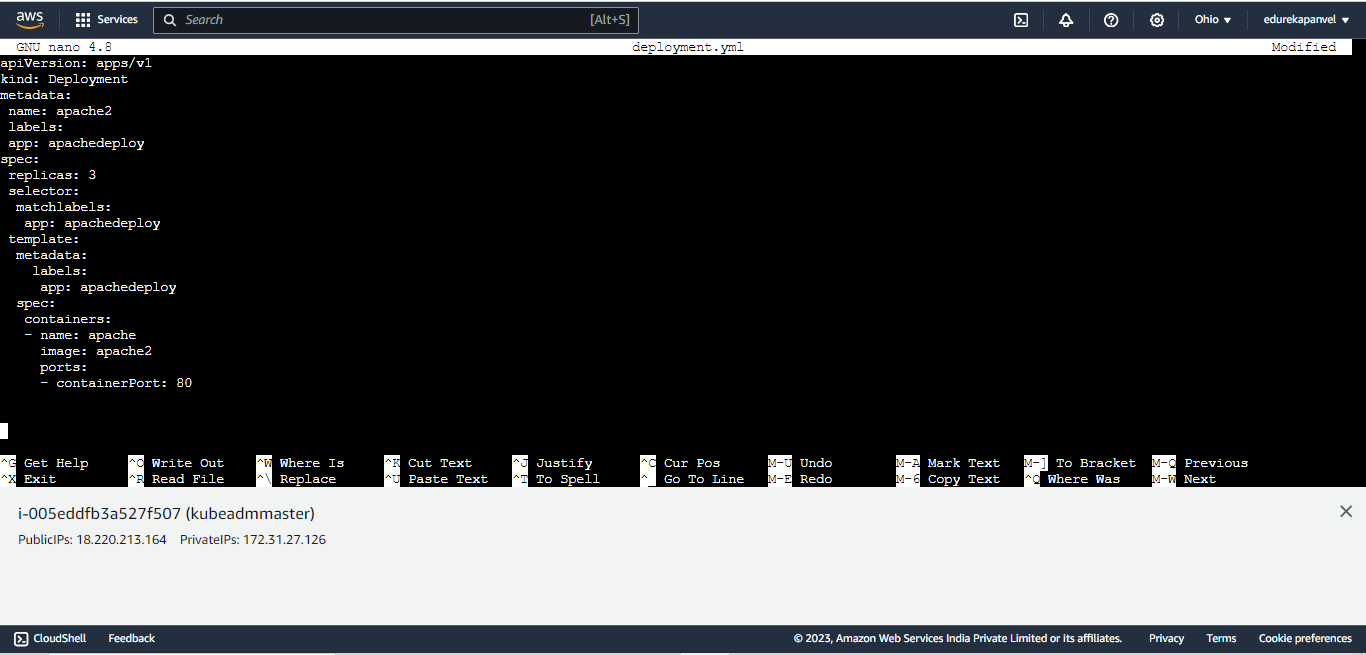 aws Services Search [Alt+S] Ohio edurekapanvel
GNU nano 4.8 deployment.yml Modified
apiVersion: apps/v1
kind: Deployment
metadata:
 name: apache2
 labels:
 app: apachedeploy
spec:
 replicas: 3
 selector:
  matchlabels:
   app: apachedeploy
 template:
  metadata:
    labels:
     app: apachedeploy
  spec:
   containers:
   - name: apache
     image: apache2
     ports:
     - containerPort: 80
^G Get Help ^O Write Out ^W Where Is ^K Cut Text ^J Justify ^C Cur Pos M-U Undo M-A Mark Text M-] To Bracket M-Q Previous
^X Exit ^R Read File ^\ Replace ^U Paste Text ^T To Spell ^_ Go To Line M-E Redo M-6 Copy Text ^Q Where Was M-W Next
i-005eddfb3a527f507 (kubeadmmaster)
PublicIPs: 18.220.213.164 PrivateIPs: 172.31.27.126
CloudShell Feedback © 2023, Amazon Web Services India Private Limited or its affiliates. Privacy Terms Cookie preferences